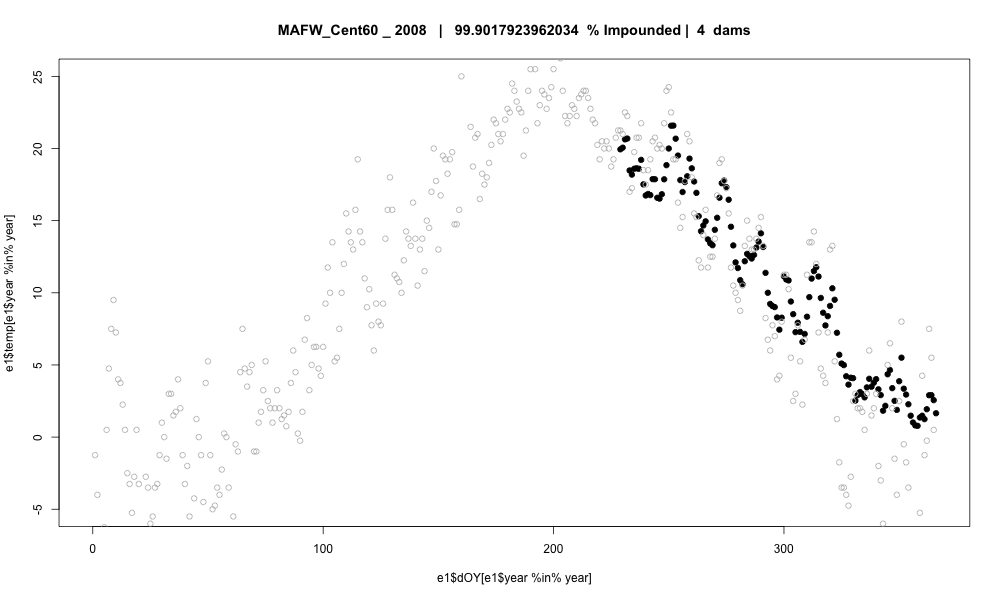 MAFW_Cent60 _ 2008 | 99.9017923962034 % Impounded | 4 dams
25
20
15
10
5
0
-5
e1$temp[e1$year %in% year]
0 100 200 300
e1$dOY[e1$year %in% year]